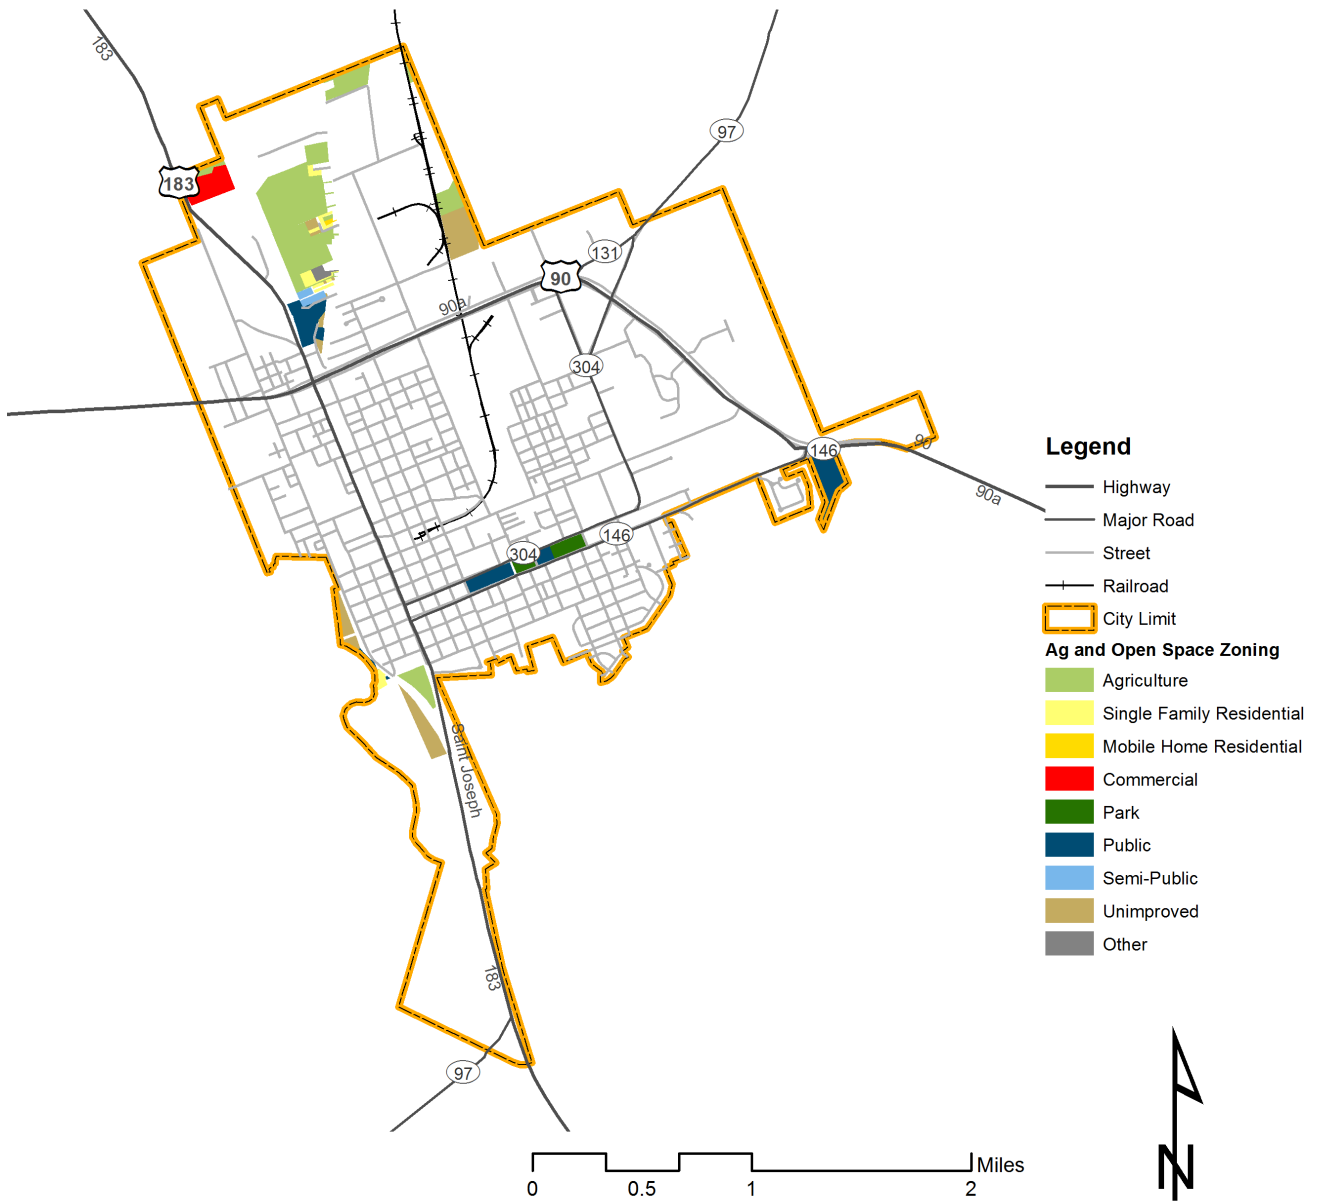 183
97
183
131
90
90a
304
146
90
90a
146
304
Saint Joseph
183
97
Legend
Highway
Major Road
Street
Railroad
City Limit
Ag and Open Space Zoning
Agriculture
Single Family Residential
Mobile Home Residential
Commercial
Park
Public
Semi-Public
Unimproved
Other
N
Miles
0 0.5 1 2